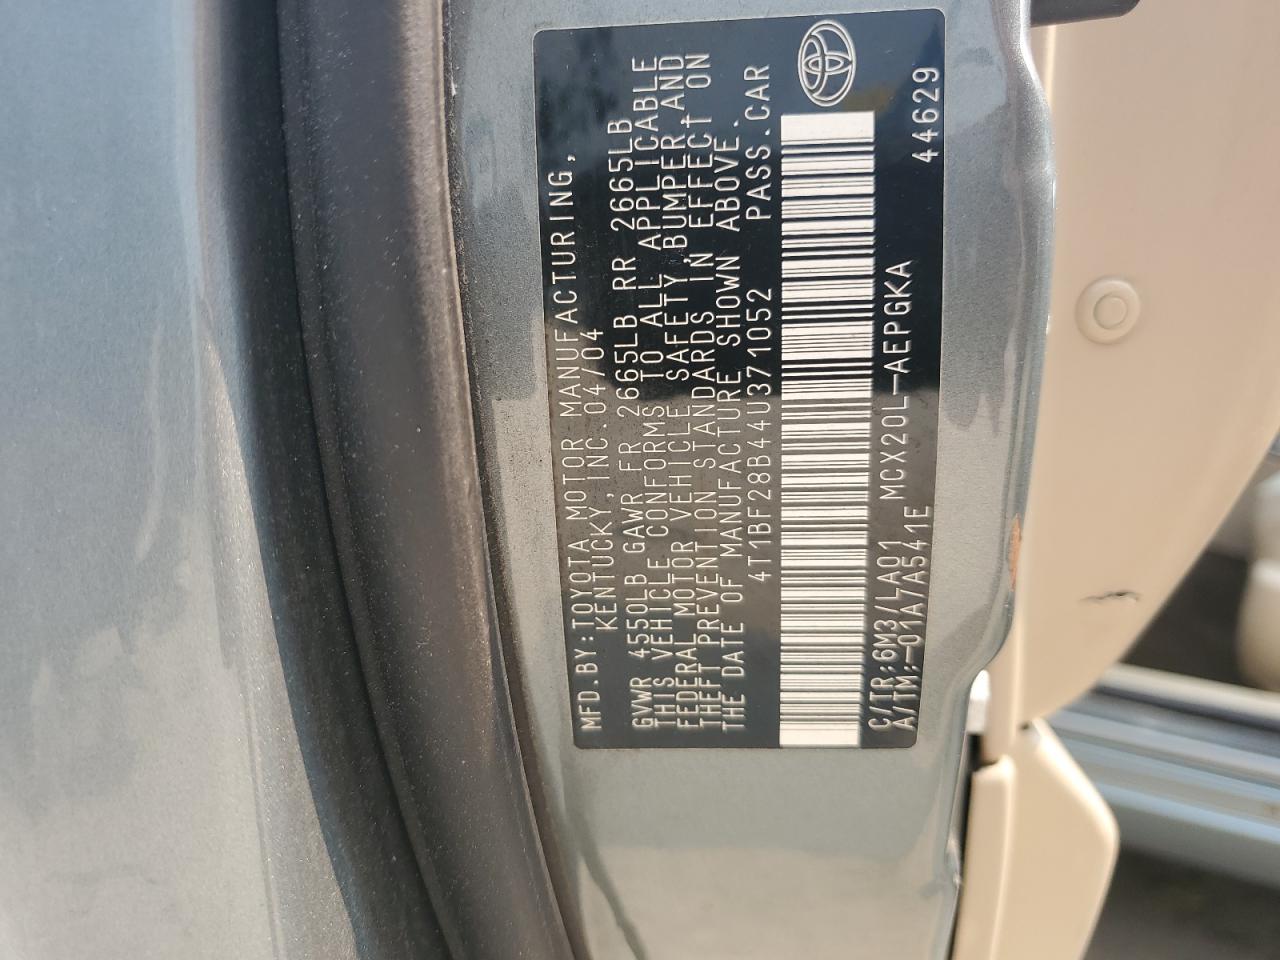 MFD.BY:TOYOTA MOTOR MANUFACTURING,
KENTUCKY, INC.04/04
GVWR 4550LB GAWR FR 2665LB RR 2665LB
THIS VEHICLE CONFORMS TO ALL APPLICABLE
FEDERAL MOTOR VEHICLE SAFETY,BUMPER,AND
THEFT PREVENTION STANDARDS IN EFFECT ON
THE DATE OF MANUFACTURE SHOWN ABOVE.
4T1BF28B44U371052 PASS.CAR
C/TR:6M3/LA01 MCX20L-AEPGKA
A/TM:-01A/A541E
44629